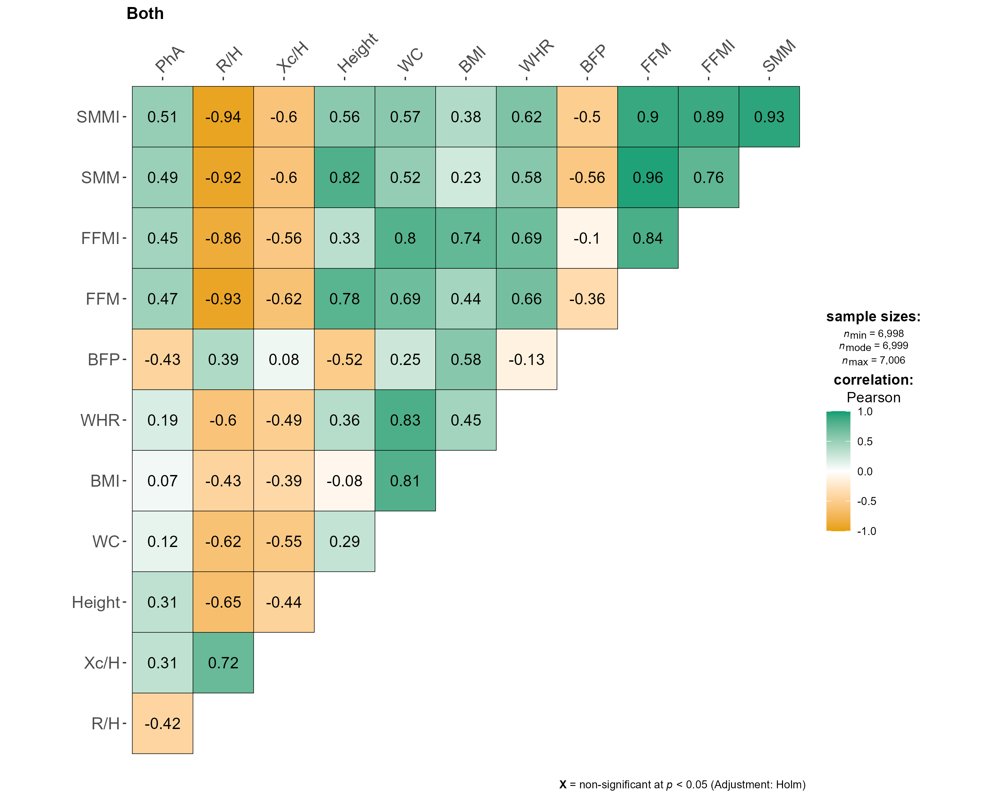 Both
PhA R/H Xc/H Height WC BMI WHR BFP FFM FFMI SMM
SMMI 0.51 -0.94 -0.6 0.56 0.57 0.38 0.62 -0.5 0.9 0.89 0.93
SMM 0.49 -0.92 -0.6 0.82 0.52 0.23 0.58 -0.56 0.96 0.76
FFMI 0.45 -0.86 -0.56 0.33 0.8 0.74 0.69 -0.1 0.84
FFM 0.47 -0.93 -0.62 0.78 0.69 0.44 0.66 -0.36
BFP -0.43 0.39 0.08 -0.52 0.25 0.58 -0.13
WHR 0.19 -0.6 -0.49 0.36 0.83 0.45
BMI 0.07 -0.43 -0.39 -0.08 0.81
WC 0.12 -0.62 -0.55 0.29
Height 0.31 -0.65 -0.44
Xc/H 0.31 0.72
R/H -0.42
sample sizes:
nmin = 6,998
nmode = 6,999
nmax = 7,006
correlation:
Pearson
1.0
0.5
0.0
-0.5
-1.0
X = non-significant at p < 0.05 (Adjustment: Holm)